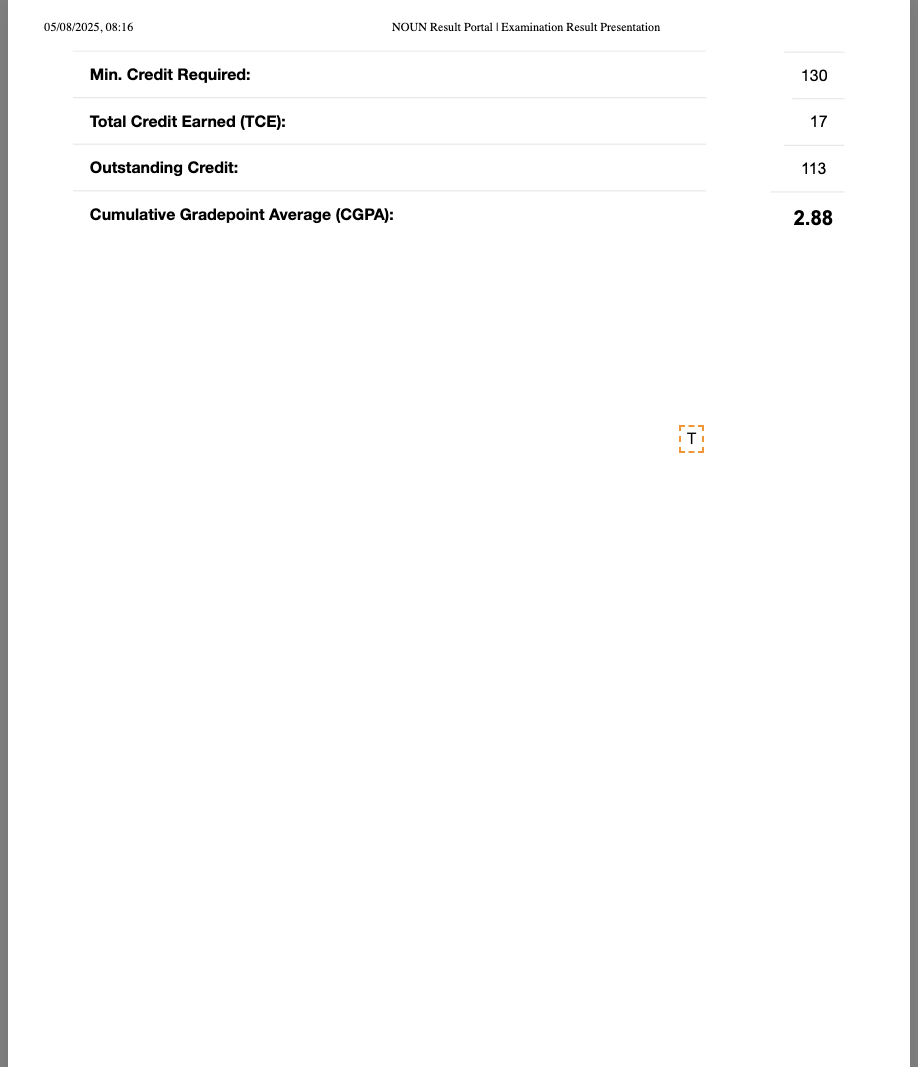 05/08/2025, 08:16 NOUN Result Portal | Examination Result Presentation
Min. Credit Required: 130
Total Credit Earned (TCE): 17
Outstanding Credit: 113
Cumulative Gradepoint Average (CGPA): 2.88
T